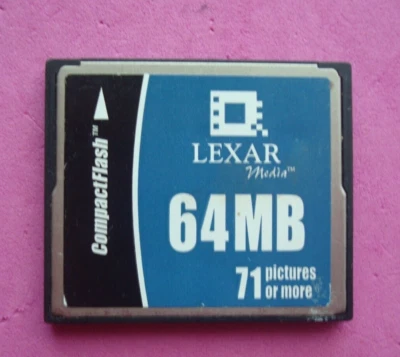 CompactFlash™
LEXAR
Media™
64MB
71 pictures
or more